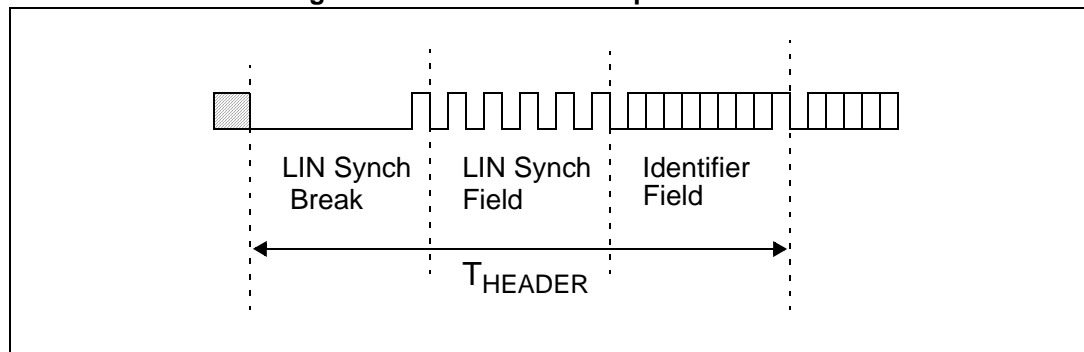 LIN Synch
Break
LIN Synch
Field
Identifier
Field
THEADER